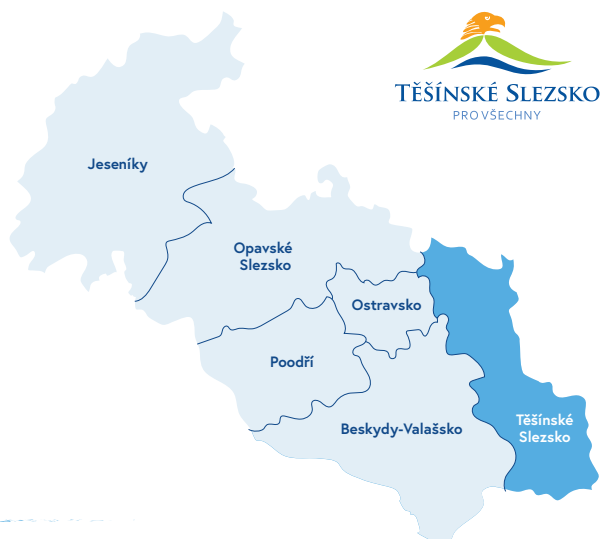 TĚŠÍNSKÉ SLEZSKO
PRO VŠECHNY
Jeseníky
Opavské
Slezsko
Ostravsko
Poodří
Beskydy-Valašsko
Těšínské
Slezsko